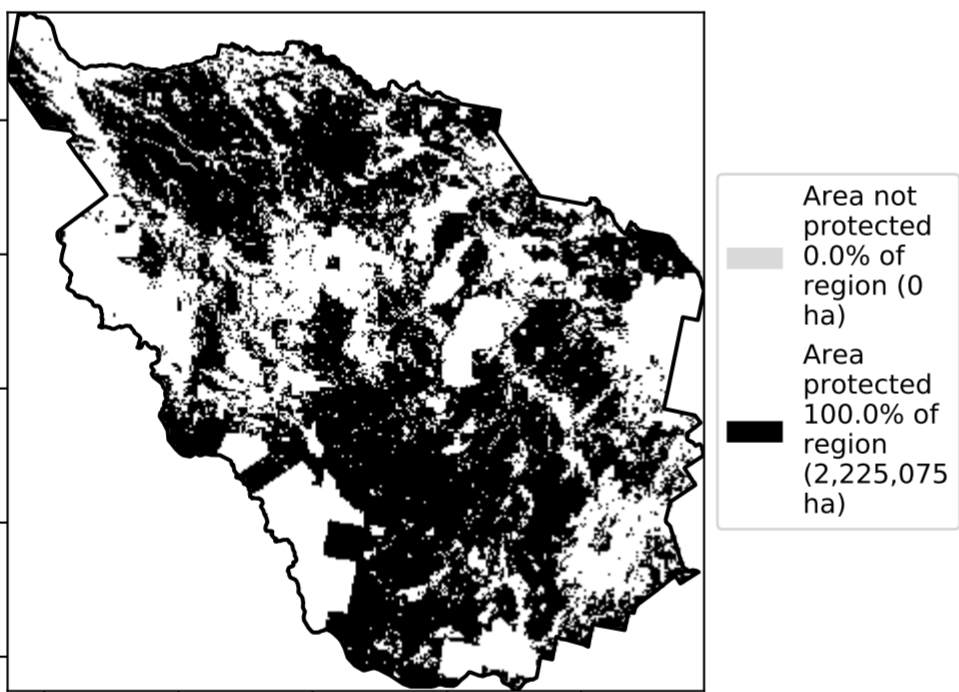 Area not
protected
0.0% of
region (0
ha)
Area
protected
100.0% of
region
(2,225,075
ha)